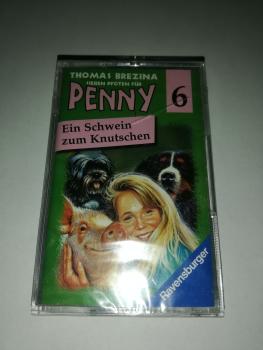 THOMAS BREZINA
SIEBEN PFOTEN FÜR
PENNY 6
Ein Schwein
zum Knutschen
Ravensburger